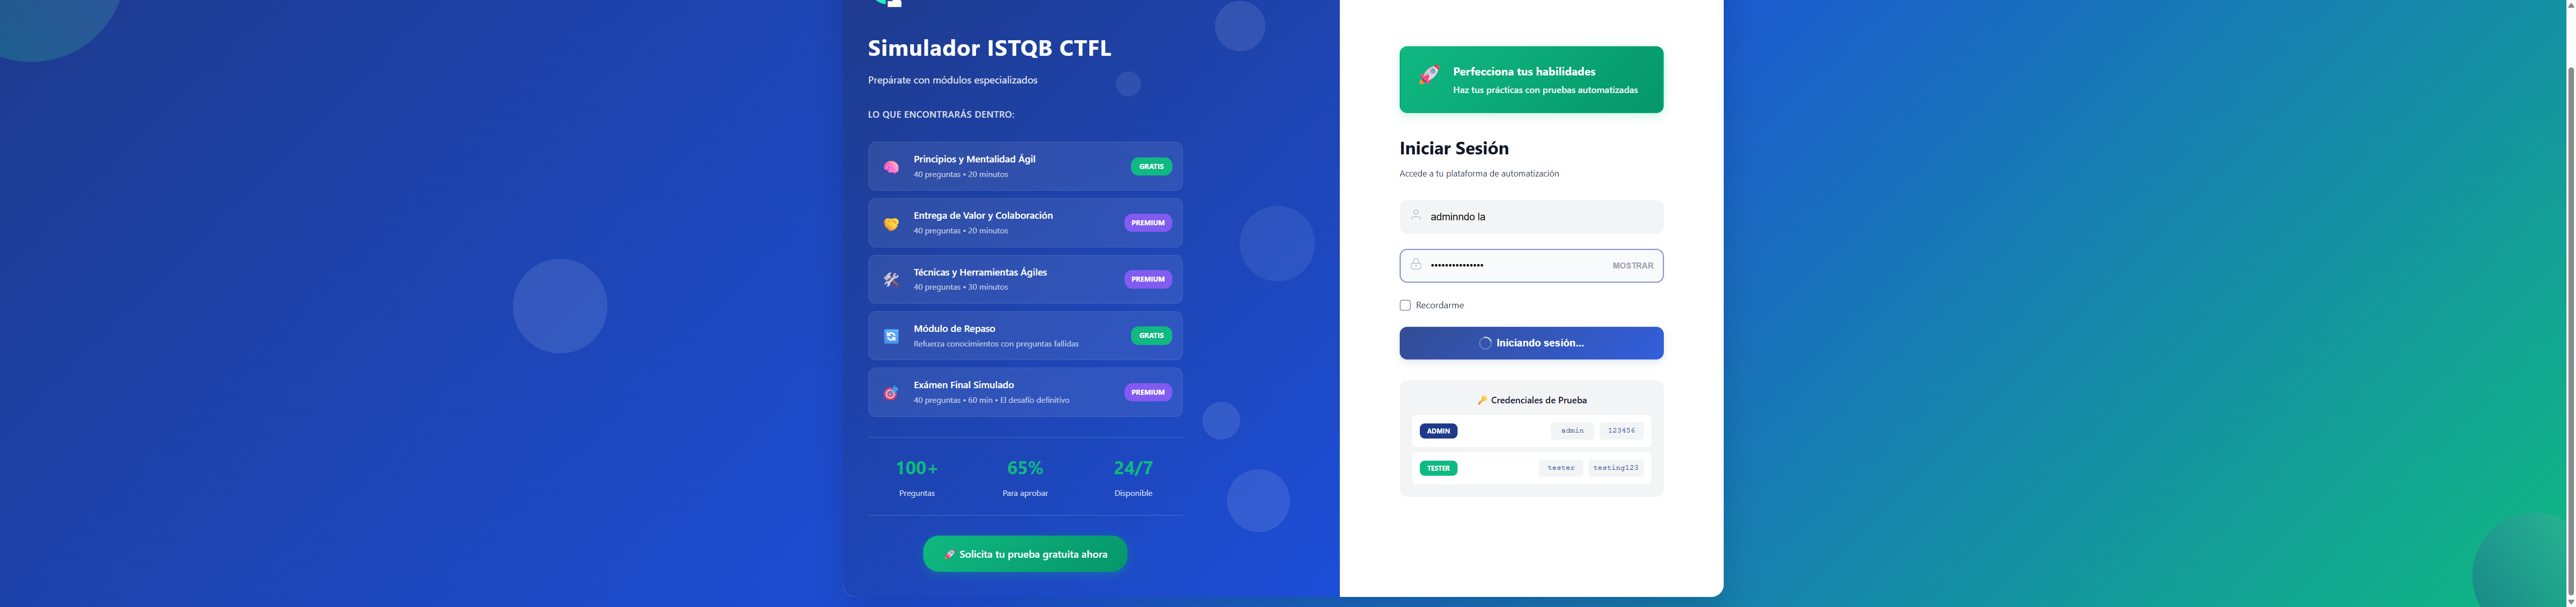 Simulador ISTQB CTFL
Prepárate con módulos especializados
LO QUE ENCONTRARÁS DENTRO:
Principios y Mentalidad Ágil
40 preguntas • 20 minutos
GRATIS
Entrega de Valor y Colaboración
40 preguntas • 20 minutos
PREMIUM
Técnicas y Herramientas Ágiles
40 preguntas • 30 minutos
PREMIUM
Módulo de Repaso
Refuerza conocimientos con preguntas fallidas
GRATIS
Exámen Final Simulado
40 preguntas • 60 min • El desafío definitivo
PREMIUM
100+
Preguntas
65%
Para aprobar
24/7
Disponible
Solicita tu prueba gratuita ahora
Perfecciona tus habilidades
Haz tus prácticas con pruebas automatizadas
Iniciar Sesión
Accede a tu plataforma de automatización
adminndo la
•••••••••••••••
MOSTRAR
Recordarme
Iniciando sesión...
Credenciales de Prueba
ADMIN admin 123456
TESTER tester testing123